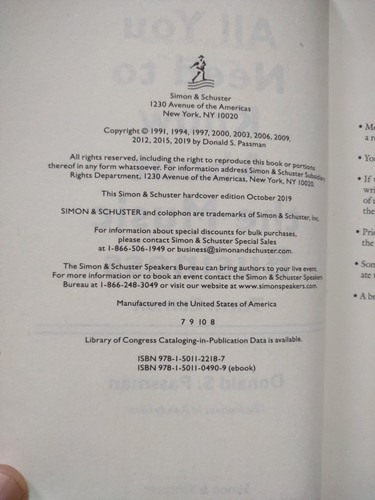 Simon & Schuster
1230 Avenue of the Americas
New York, NY 10020
Copyright © 1991, 1994, 1997, 2000, 2003, 2006, 2009,
2012, 2015, 2019 by Donald S. Passman
All rights reserved, including the right to reproduce this book or portions
thereof in any form whatsoever. For information address Simon & Schuster Subsidiary
Rights Department, 1230 Avenue of the Americas, New York, NY 10020.
This Simon & Schuster hardcover edition October 2019
SIMON & SCHUSTER and colophon are trademarks of Simon & Schuster, Inc.
For information about special discounts for bulk purchases,
please contact Simon & Schuster Special Sales
at 1-866-506-1949 or business@simonandschuster.com.
The Simon & Schuster Speakers Bureau can bring authors to your live event.
For more information or to book an event contact the Simon & Schuster Speakers
Bureau at 1-866-248-3049 or visit our website at www.simonspeakers.com.
Manufactured in the United States of America
7 9 10 8
Library of Congress Cataloging-in-Publication Data is available.
ISBN 978-1-5011-2218-7
ISBN 978-1-5011-0490-9 (ebook)